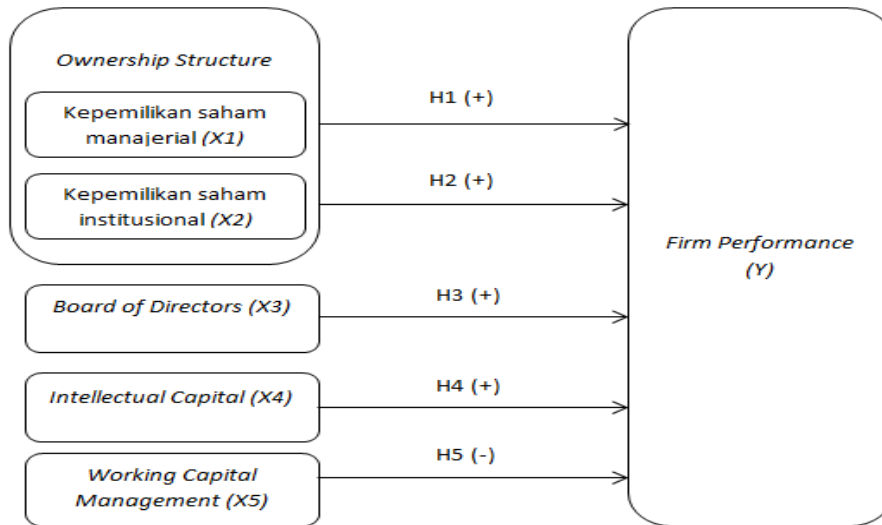 Ownership Structure
Kepemilikan saham
manajerial (X1)
H1 (+)
Kepemilikan saham
institusional (X2)
H2 (+)
Board of Directors (X3)
H3 (+)
Intellectual Capital (X4)
H4 (+)
Working Capital
Management (X5)
H5 (-)
Firm Performance
(Y)